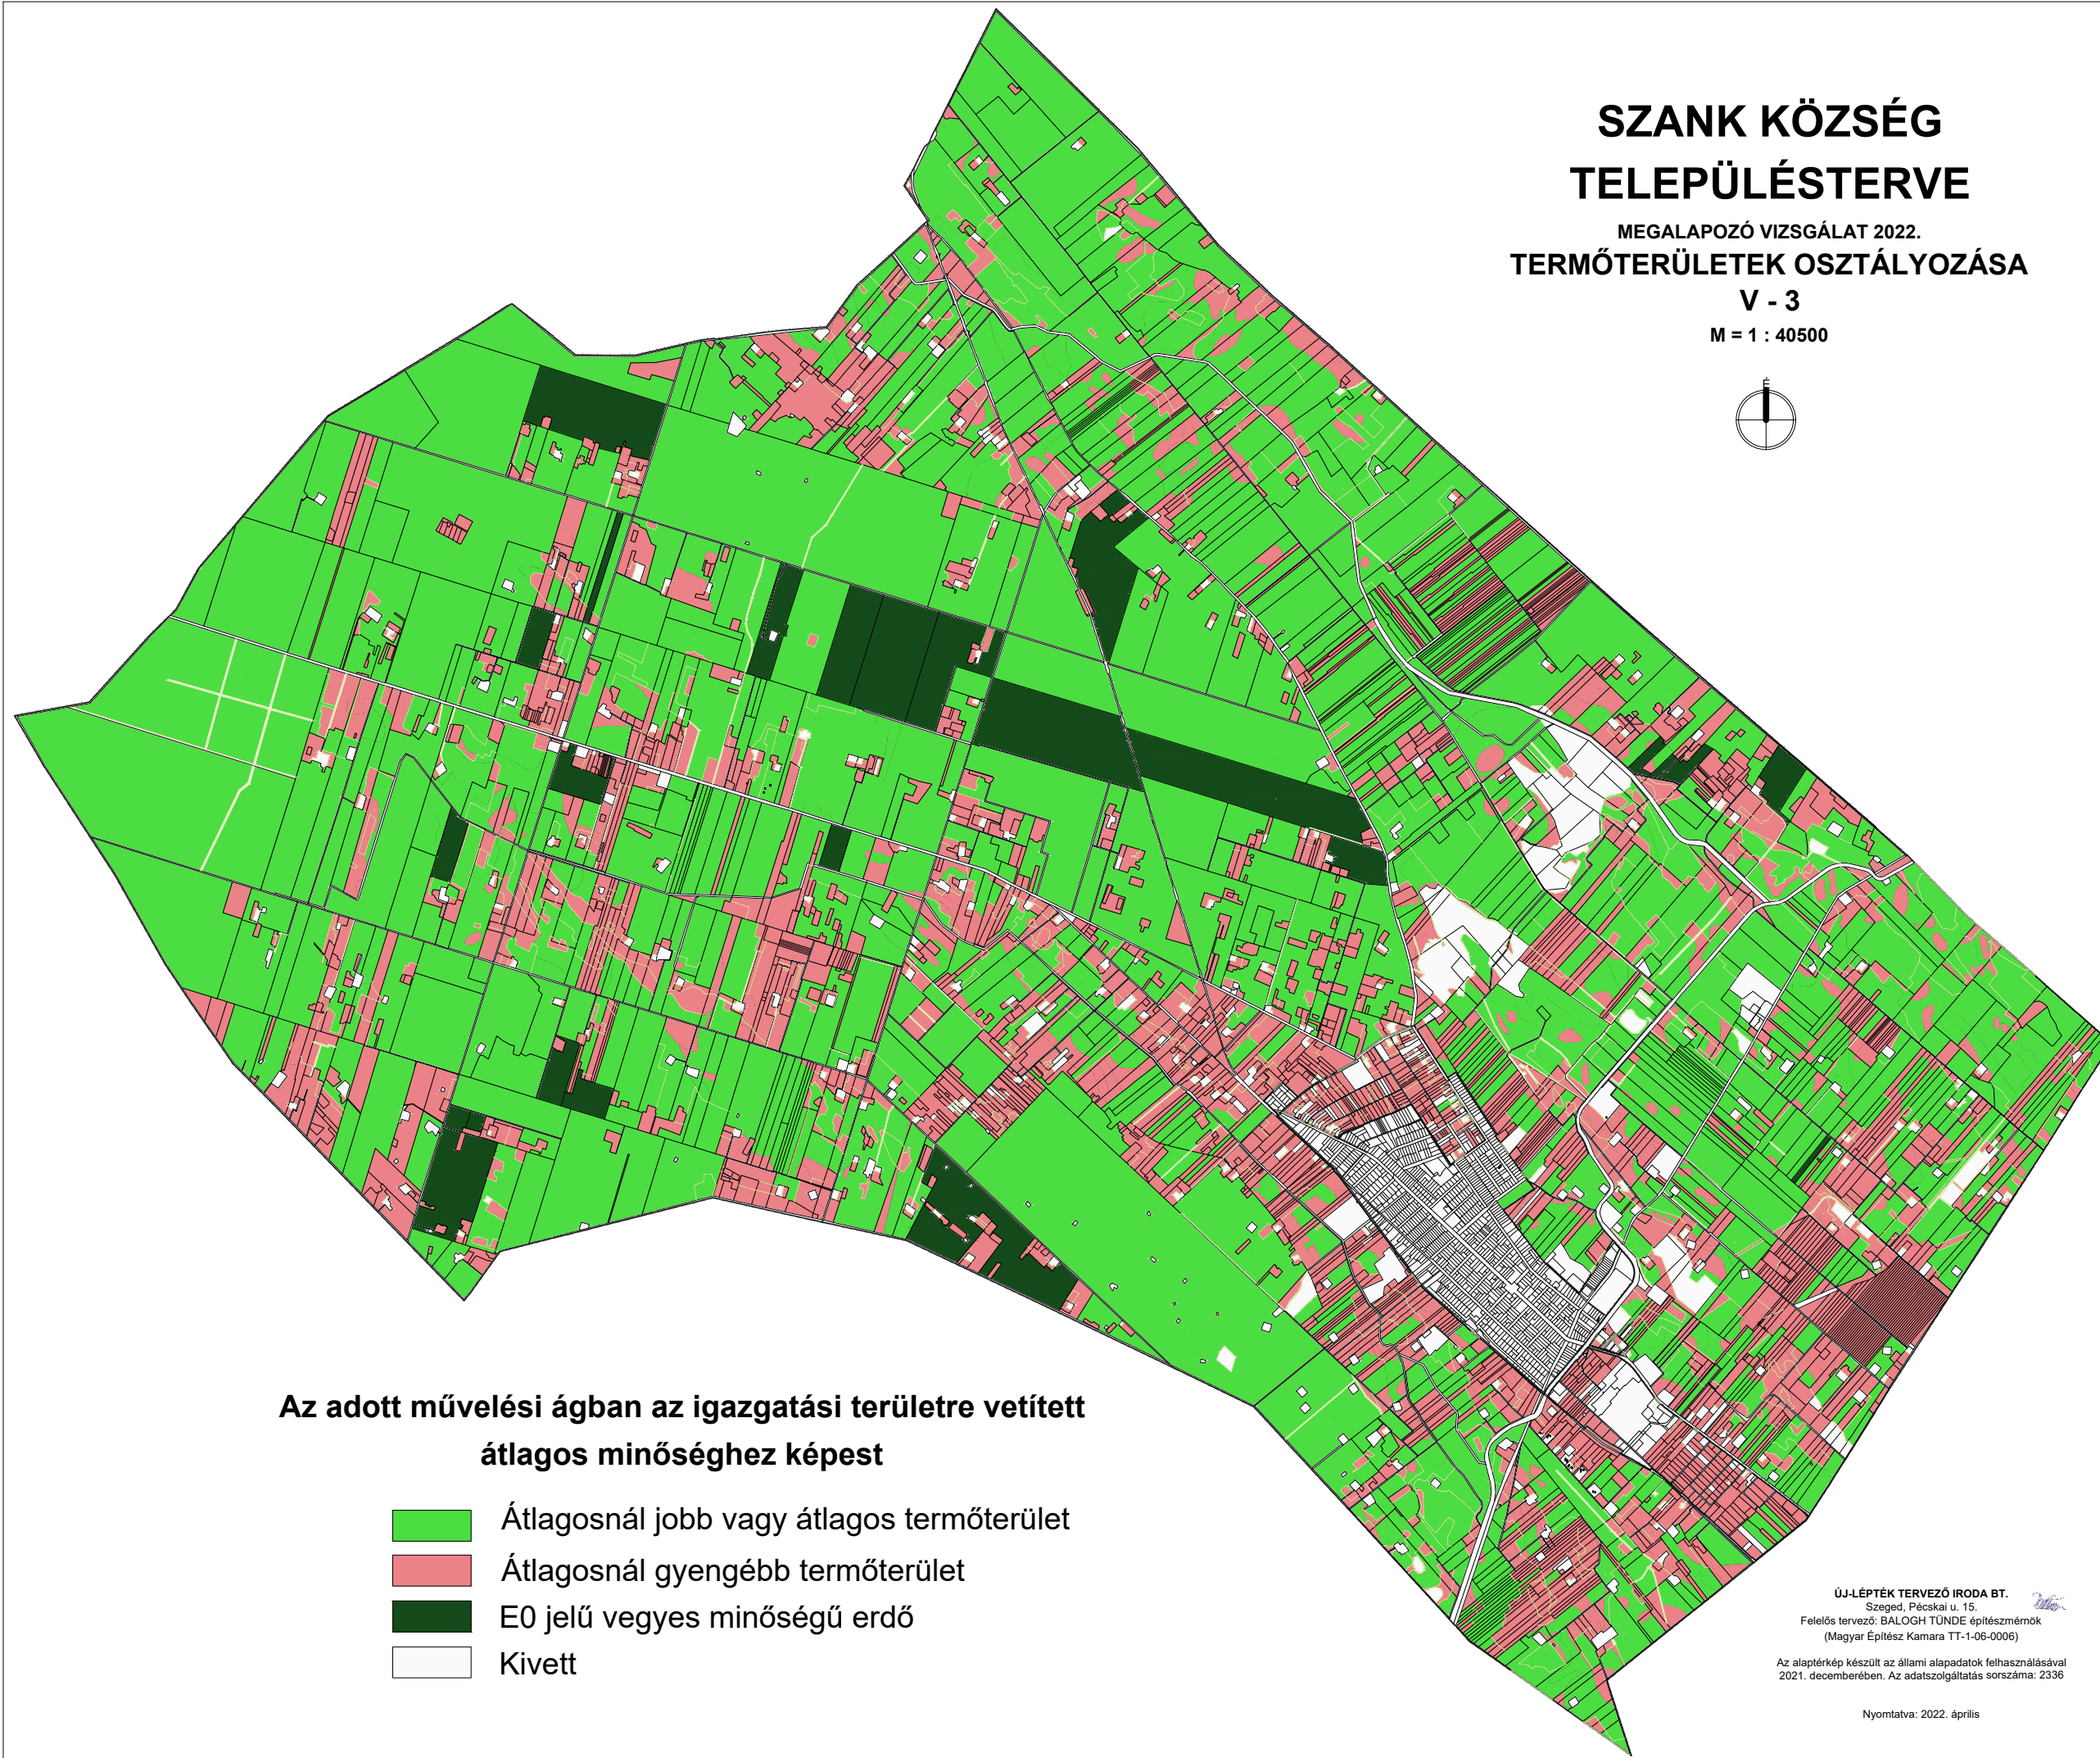 SZANK KÖZSÉG
TELEPÜLÉSTERVE
MEGALAPOZÓ VIZSGÁLAT 2022.
TERMŐTERÜLETEK OSZTÁLYOZÁSA
V - 3
M = 1 : 40500
É
Az adott művelési ágban az igazgatási területre vetített
átlagos minőséghez képest
Átlagosnál jobb vagy átlagos termőterület
Átlagosnál gyengébb termőterület
E0 jelű vegyes minőségű erdő
Kivett
ÚJ-LÉPTÉK TERVEZŐ IRODA BT.
Szeged, Pécskai u. 15.
Felelős tervező: BALOGH TÜNDE építészmérnök
(Magyar Építész Kamara TT-1-06-0006)
Az alaptérkép készült az állami alapadatok felhasználásával
2021. decemberében. Az adatszolgáltatás sorszáma: 2336
Nyomtatva: 2022. április